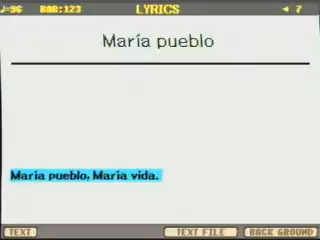 ♩=96 BAR:123 LYRICS ◄ 7
María pueblo
María pueblo, María vida.
TEXT TEXT FILE BACK GROUND